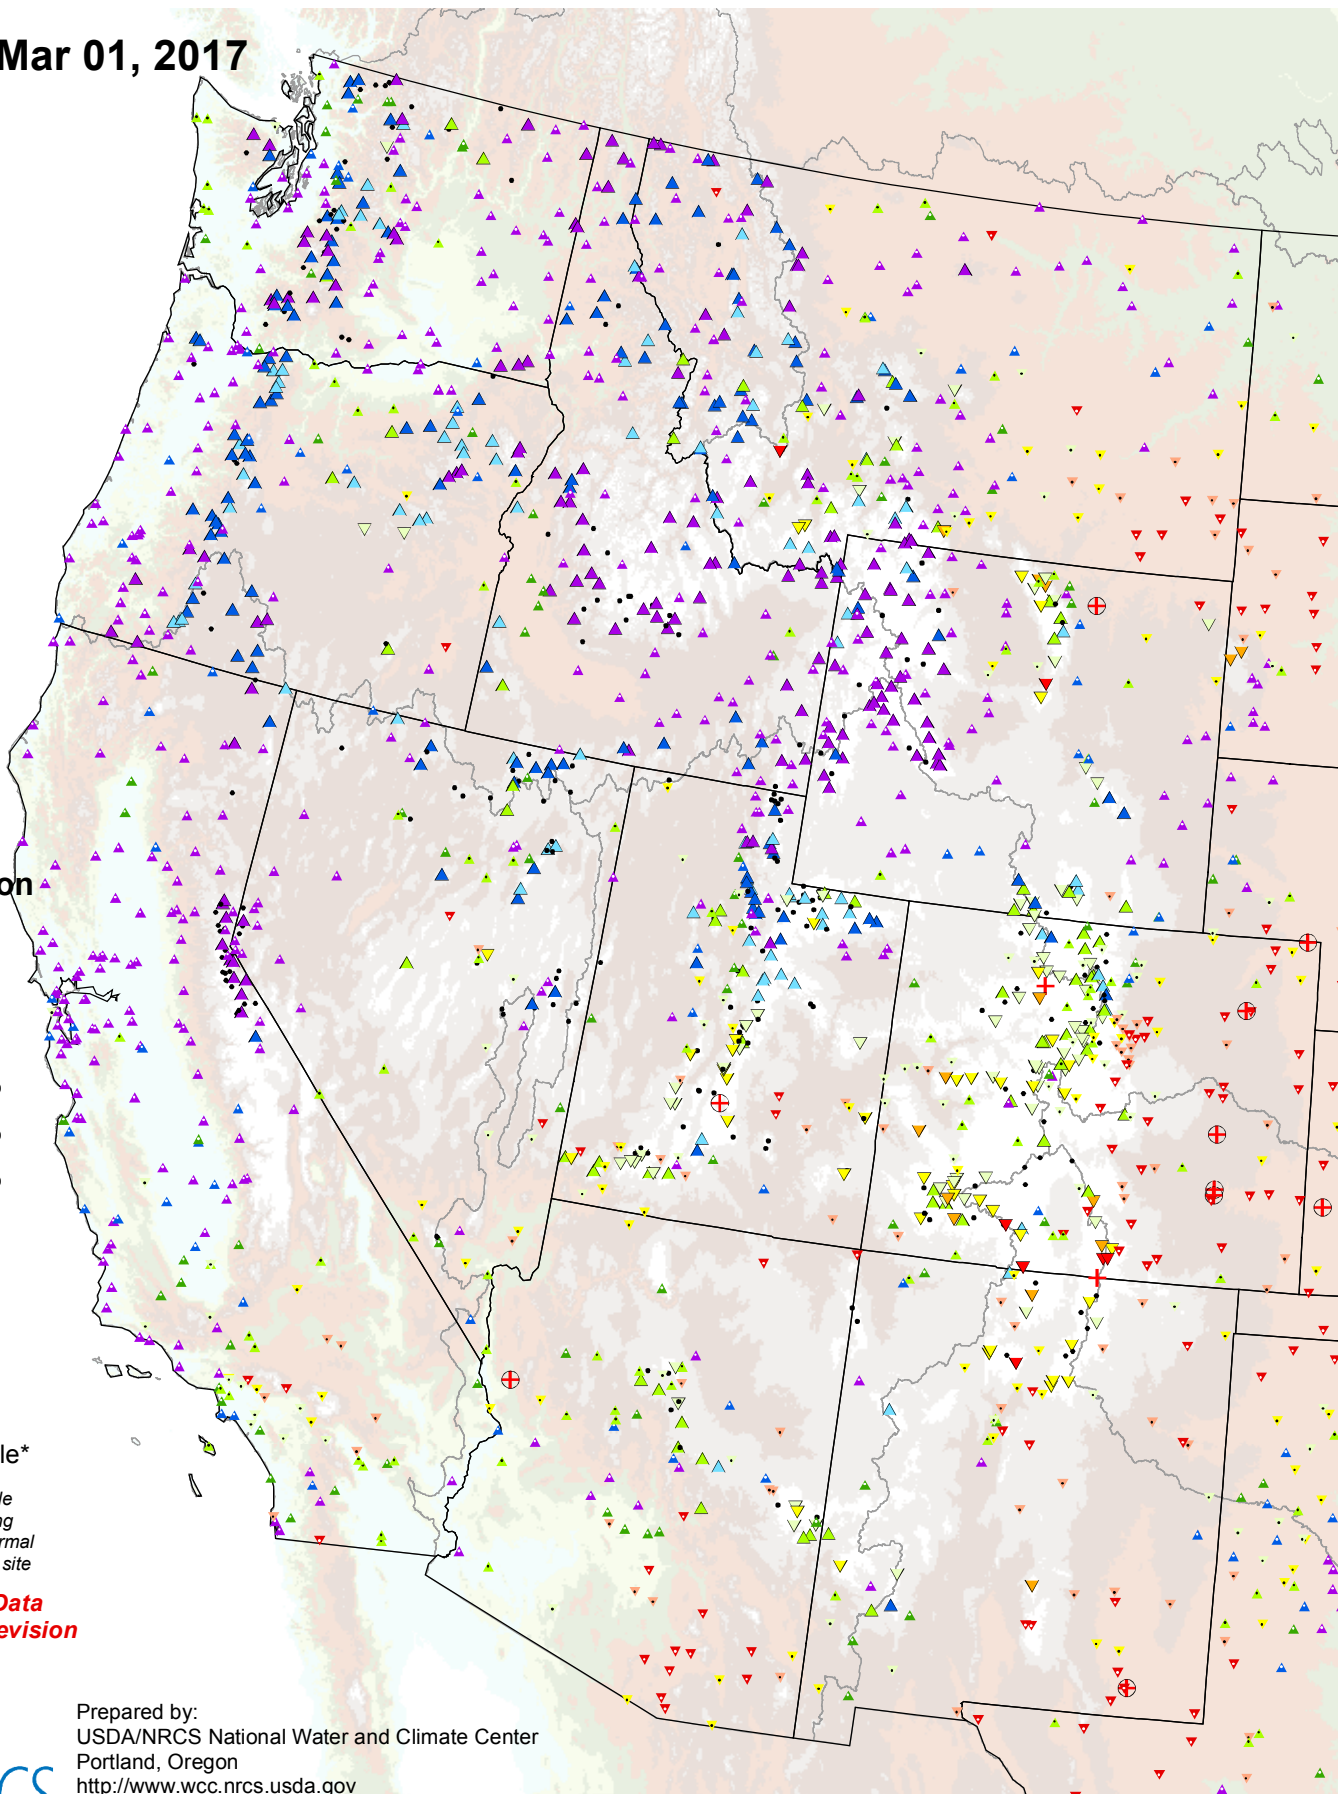 Mar 01, 2017
on
le*
le
ng
rmal
site
Data
evision
Prepared by:
USDA/NRCS National Water and Climate Center
Portland, Oregon
http://www.wcc.nrcs.usda.gov
CS